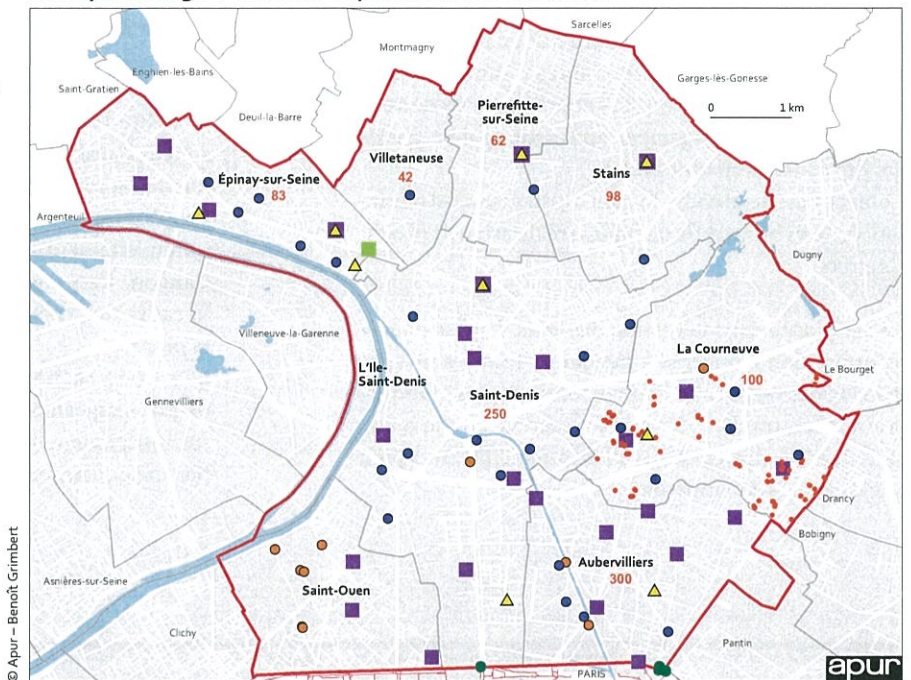 Sarcelles
Montmagny
Enghien-les-Bains
Garges-lès-Gonesse
Saint-Gratien
Deuil-la-Barre
0 1 km
Pierrefitte-
sur-Seine
62
Villetaneuse
42
Stains
98
Épinay-sur-Seine
83
Argenteuil
Dugny
Villeneuve-la-Garenne
La Courneuve
100
Le Bourget
L'Ile-
Saint-Denis
Gennevilliers
Saint-Denis
250
Drancy
Bobigny
Aubervilliers
300
Asnières-sur-Seine
Saint-Ouen
Clichy
Pantin
PARIS
apur
© Apur – Benoît Grimbert